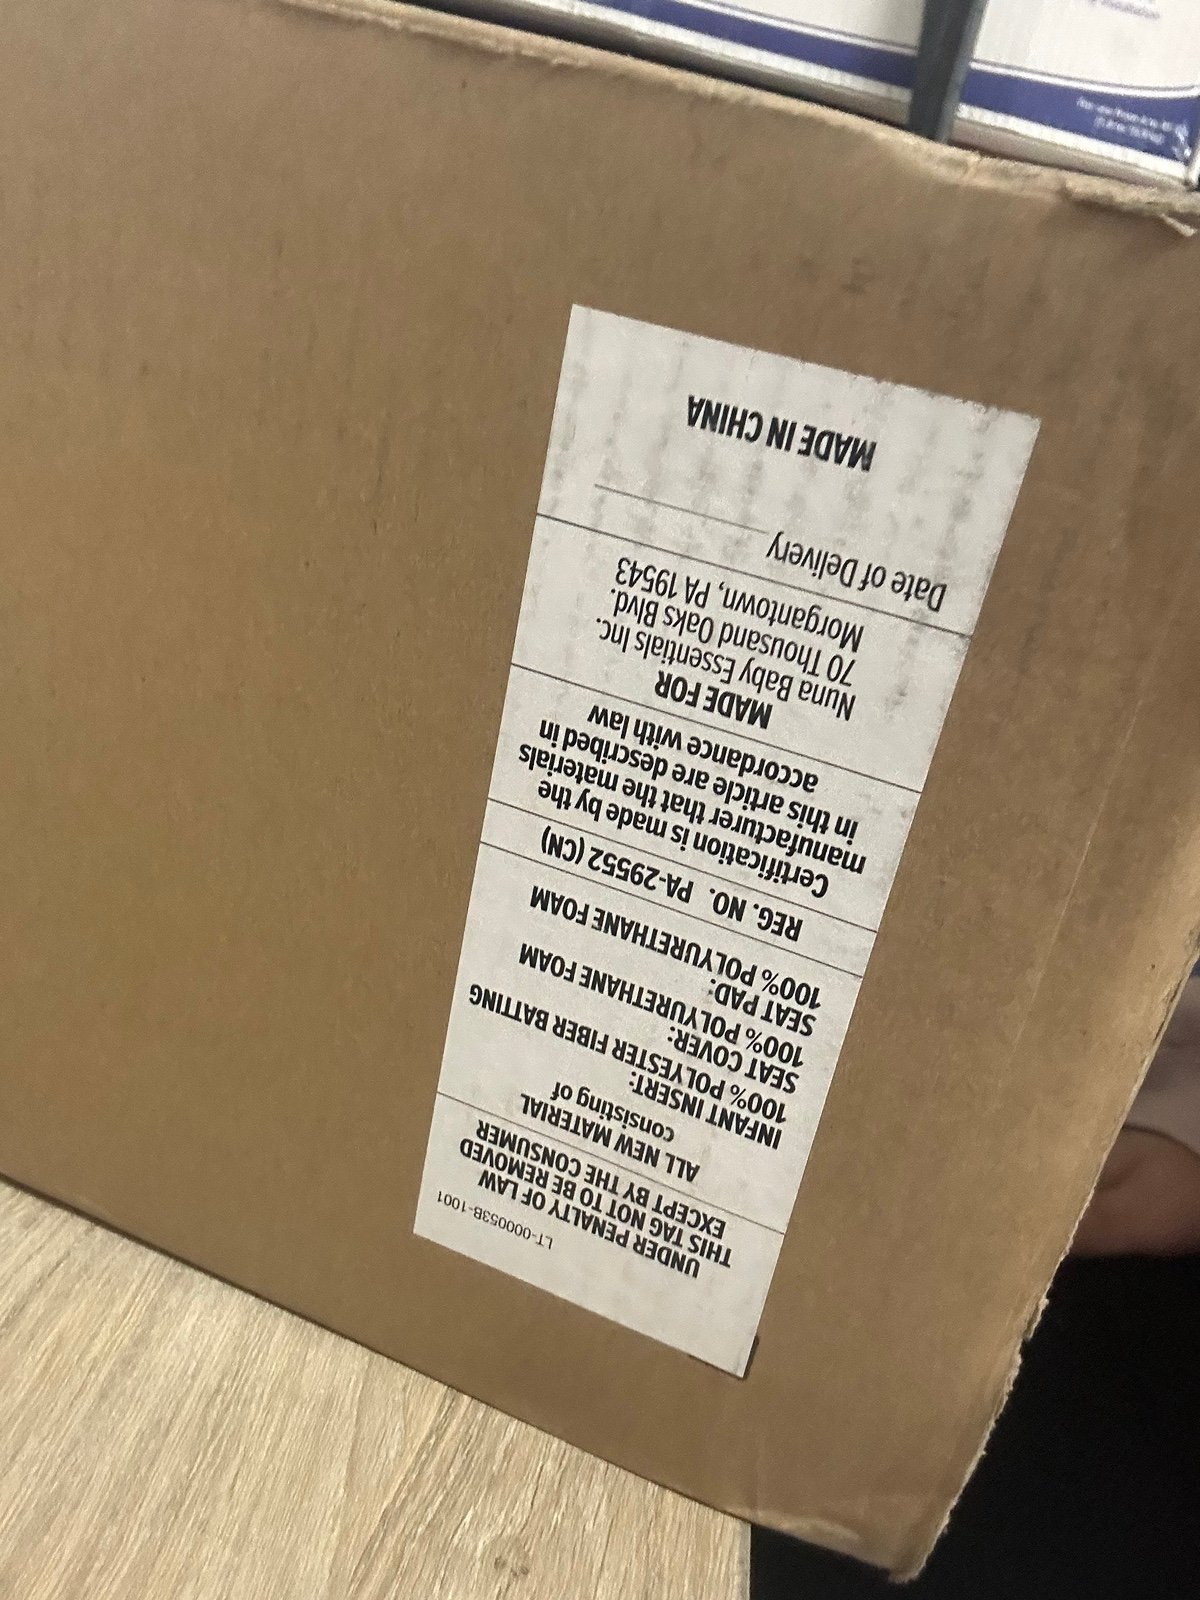 LT-000053B-1001
UNDER PENALTY OF LAW
THIS TAG NOT TO BE REMOVED
EXCEPT BY THE CONSUMER
ALL NEW MATERIAL
consisting of
INFANT INSERT:
100% POLYESTER FIBER BATTING
SEAT COVER:
100% POLYURETHANE FOAM
SEAT PAD:
100% POLYURETHANE FOAM
REG. NO. PA-29552 (CN)
Certification is made by the
manufacturer that the materials
in this article are described in
accordance with law
MADE FOR
Nuna Baby Essentials Inc.
70 Thousand Oaks Blvd.
Morgantown, PA 19543
Date of Delivery
MADE IN CHINA